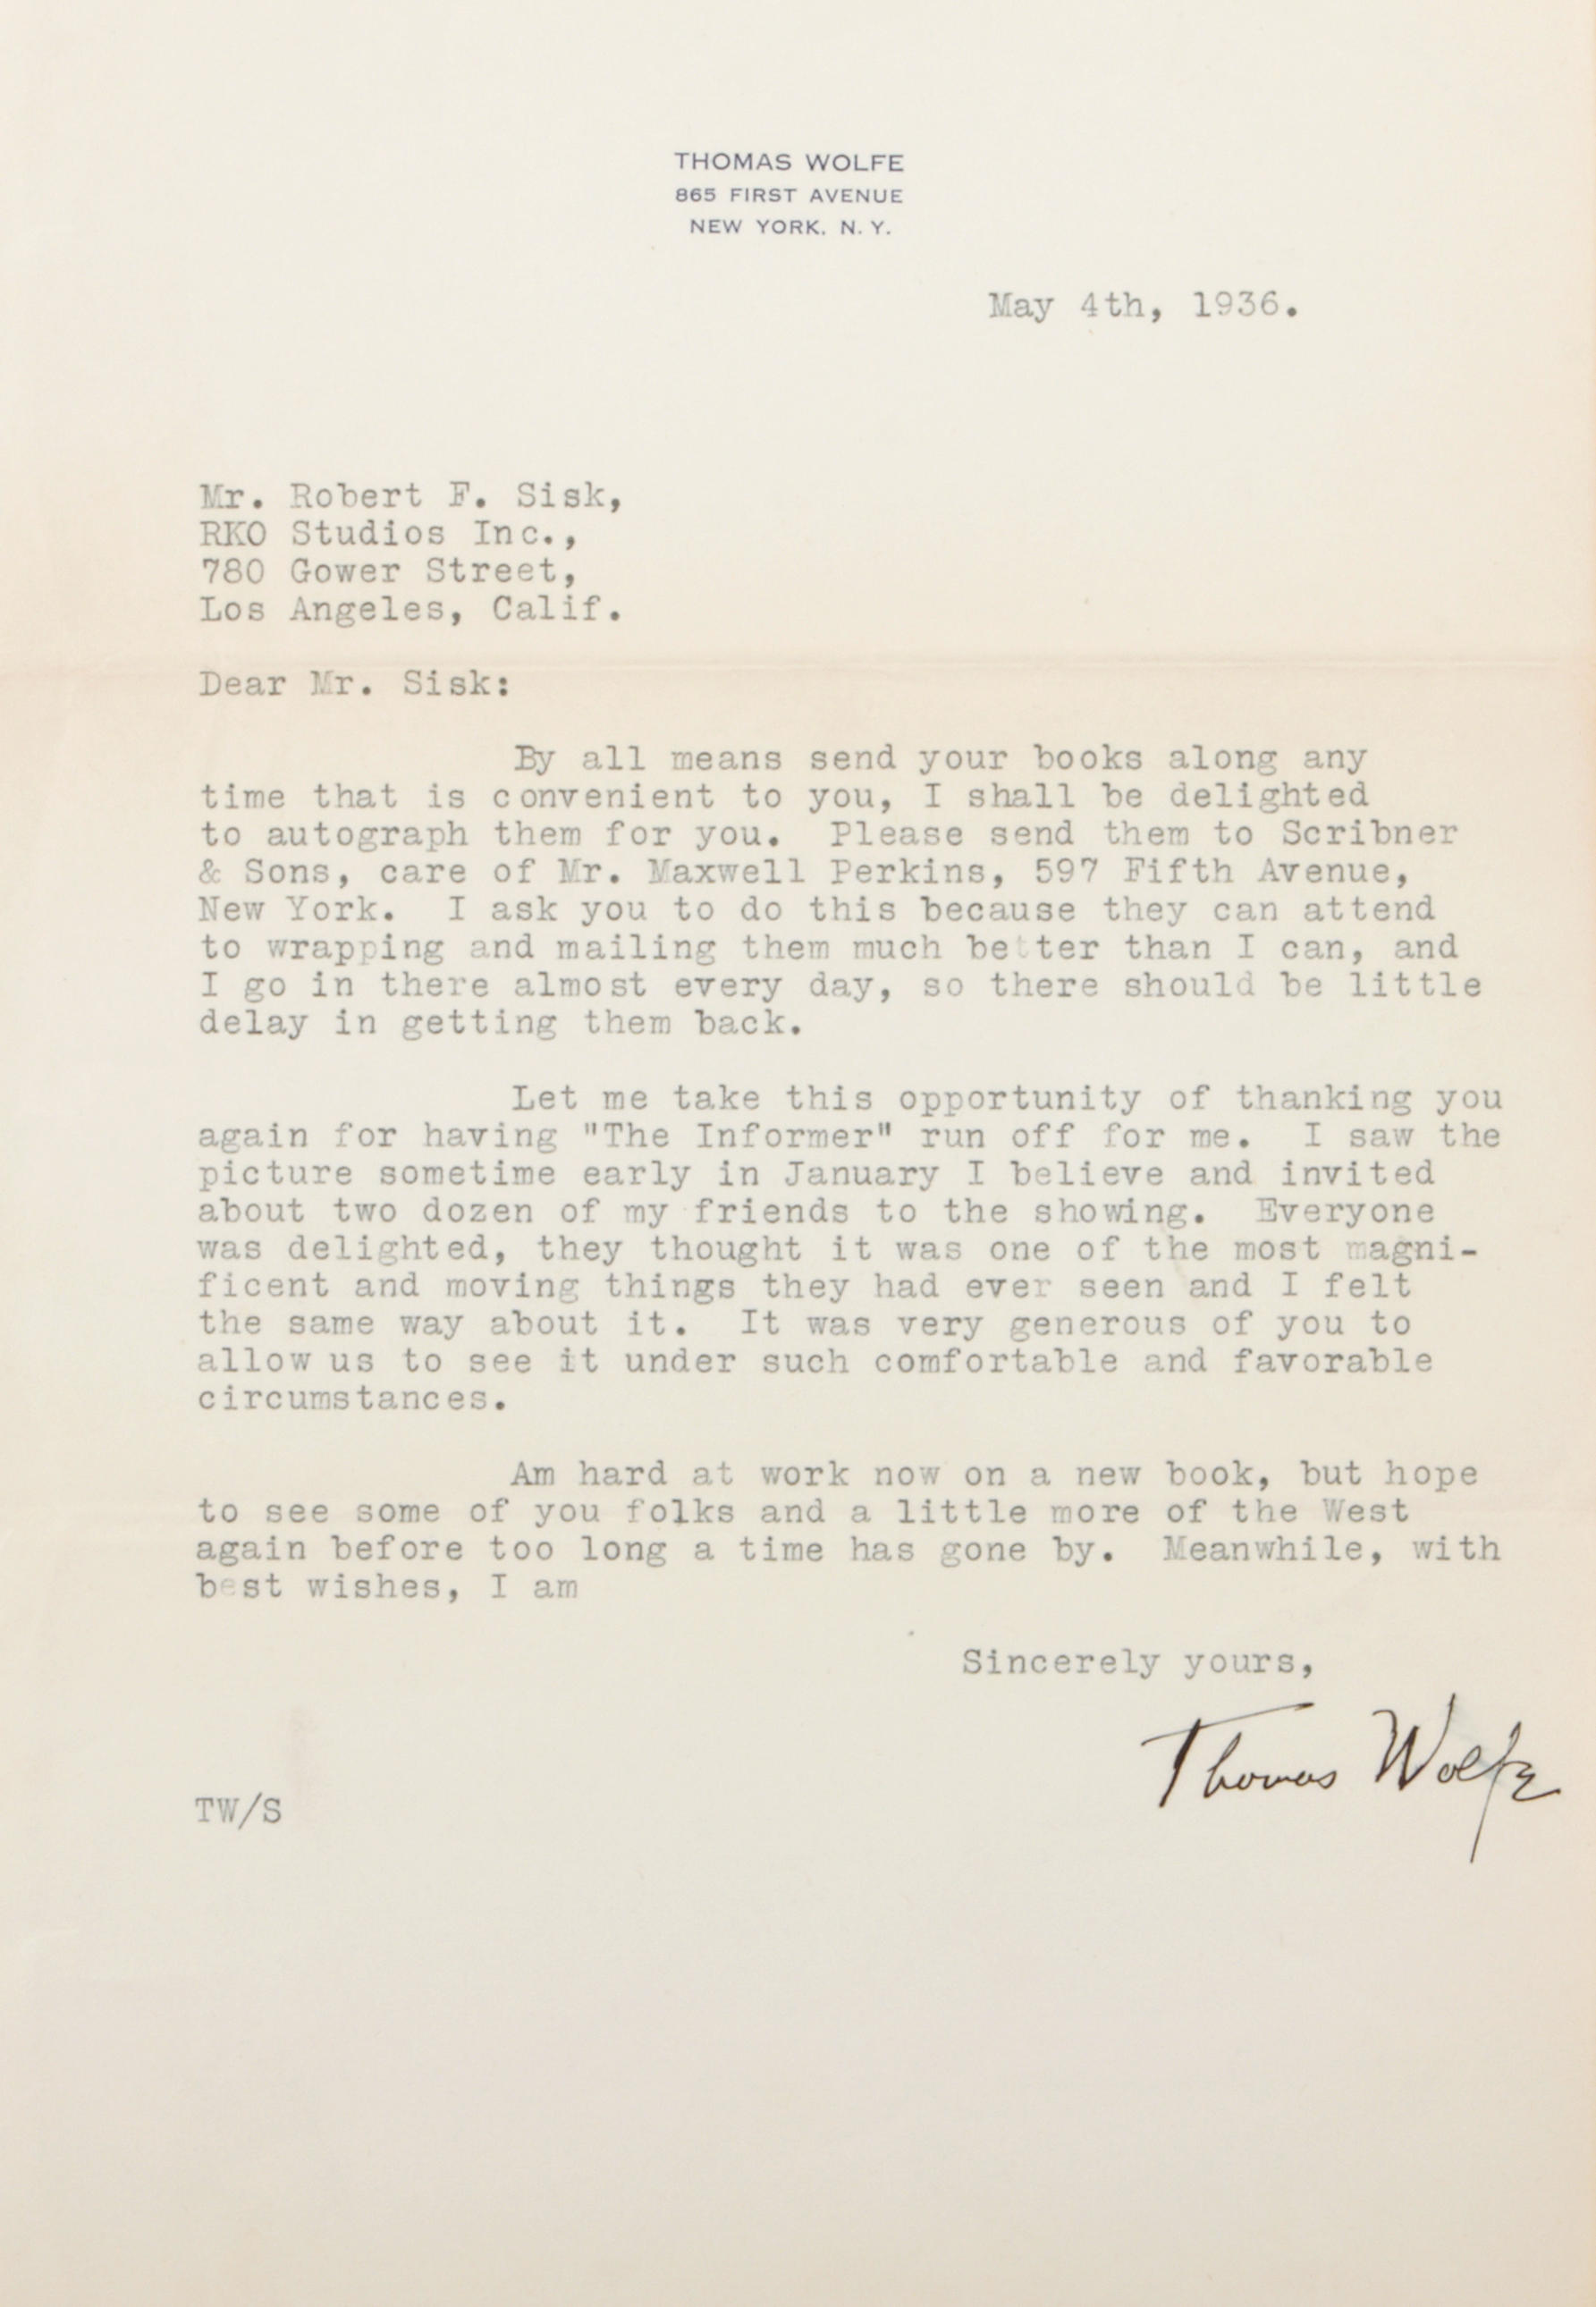 THOMAS WOLFE
865 FIRST AVENUE
NEW YORK, N. Y.
May 4th, 1936.
Mr. Robert F. Sisk,
RKO Studios Inc.,
780 Gower Street,
Los Angeles, Calif.
Dear Mr. Sisk:
By all means send your books along any
time that is convenient to you, I shall be delighted
to autograph them for you. Please send them to Scribner
& Sons, care of Mr. Maxwell Perkins, 597 Fifth Avenue,
New York. I ask you to do this because they can attend
to wrapping and mailing them much better than I can, and
I go in there almost every day, so there should be little
delay in getting them back.
Let me take this opportunity of thanking you
again for having "The Informer" run off for me. I saw the
picture sometime early in January I believe and invited
about two dozen of my friends to the showing. Everyone
was delighted, they thought it was one of the most magni-
ficent and moving things they had ever seen and I felt
the same way about it. It was very generous of you to
allow us to see it under such comfortable and favorable
circumstances.
Am hard at work now on a new book, but hope
to see some of you folks and a little more of the West
again before too long a time has gone by. Meanwhile, with
best wishes, I am
Sincerely yours,
Thomas Wolfe
TW/S